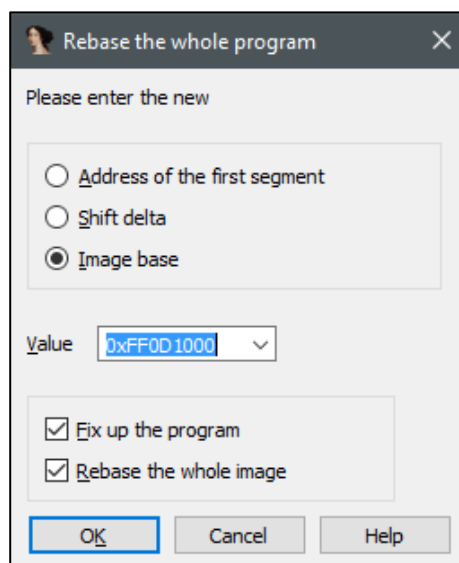 Rebase the whole program
Please enter the new
Address of the first segment
Shift delta
Image base
Value 0xFF0D1000
Fix up the program
Rebase the whole image
OK Cancel Help